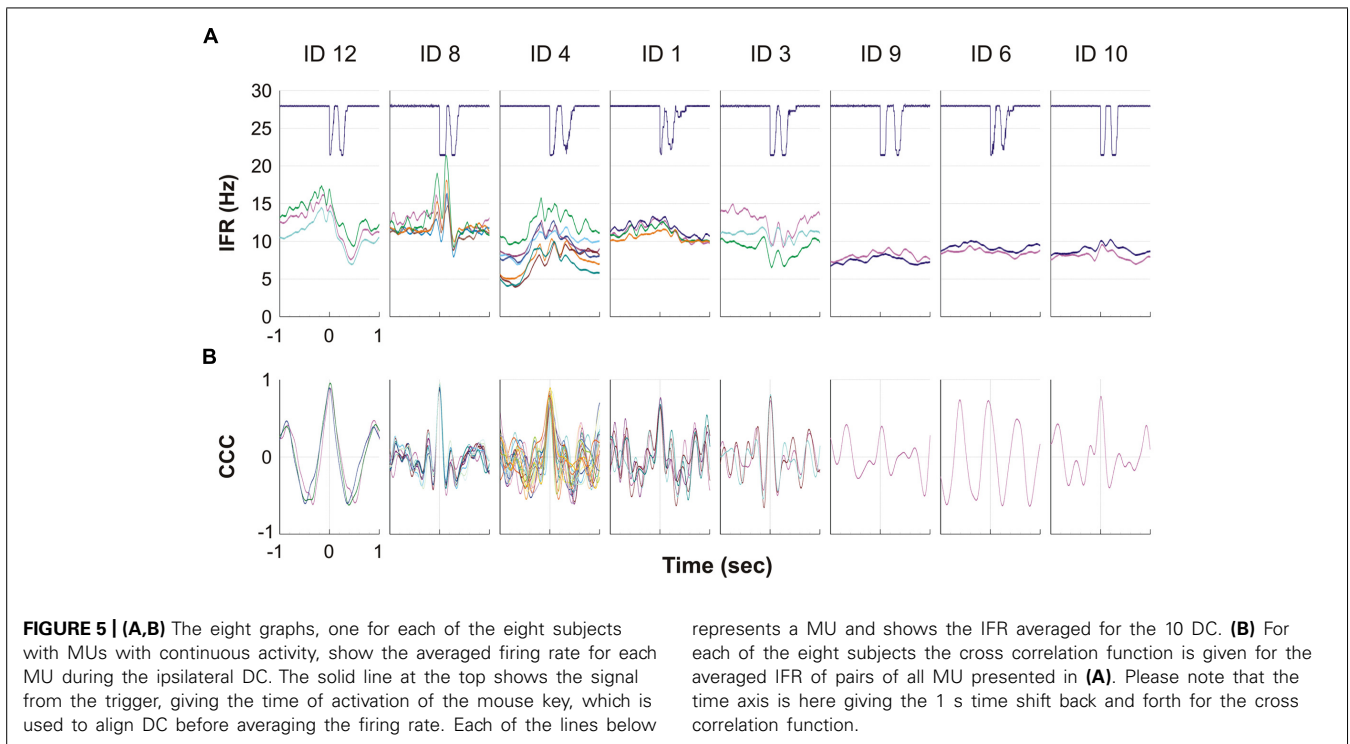 A
ID 12 ID 8 ID 4 ID 1 ID 3 ID 9 ID 6 ID 10
30
25
20
15
10
5
0
IFR (Hz)
-1 0 1
B
1
0
-1
CCC
-1 0 1
Time (sec)
FIGURE 5 | (A,B) The eight graphs, one for each of the eight subjects
with MUs with continuous activity, show the averaged firing rate for each
MU during the ipsilateral DC. The solid line at the top shows the signal
from the trigger, giving the time of activation of the mouse key, which is
used to align DC before averaging the firing rate. Each of the lines below
represents a MU and shows the IFR averaged for the 10 DC. (B) For
each of the eight subjects the cross correlation function is given for the
averaged IFR of pairs of all MU presented in (A). Please note that the
time axis is here giving the 1 s time shift back and forth for the cross
correlation function.